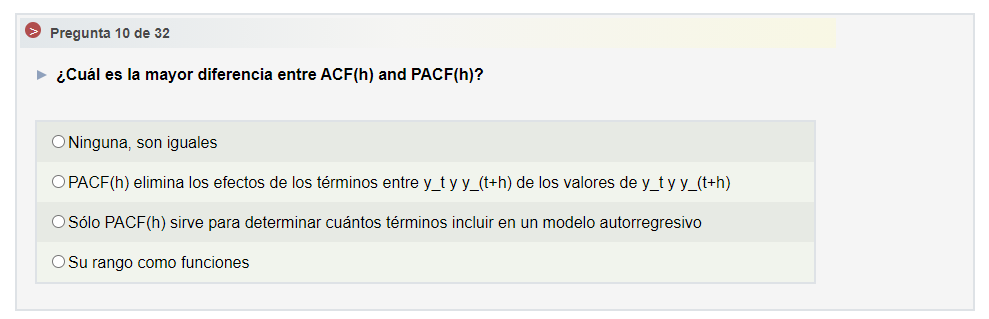 Pregunta 10 de 32
¿Cuál es la mayor diferencia entre ACF(h) and PACF(h)?
Ninguna, son iguales
PACF(h) elimina los efectos de los términos entre y_t y y_(t+h) de los valores de y_t y y_(t+h)
Sólo PACF(h) sirve para determinar cuántos términos incluir en un modelo autorregresivo
Su rango como funciones